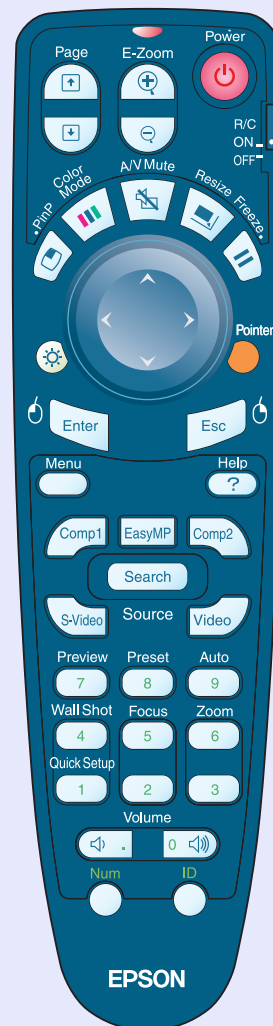 Power
Page E-Zoom
R/C
ON
OFF
PinP Color Mode A/V Mute Resize Freeze
Pointer
Enter Esc
Menu Help
?
Comp1 EasyMP Comp2
Search
S-Video Source Video
Preview Preset Auto
7 8 9
Wall Shot Focus Zoom
4 5 6
Quick Setup
1 2 3
Volume
. 0
Num ID
EPSON